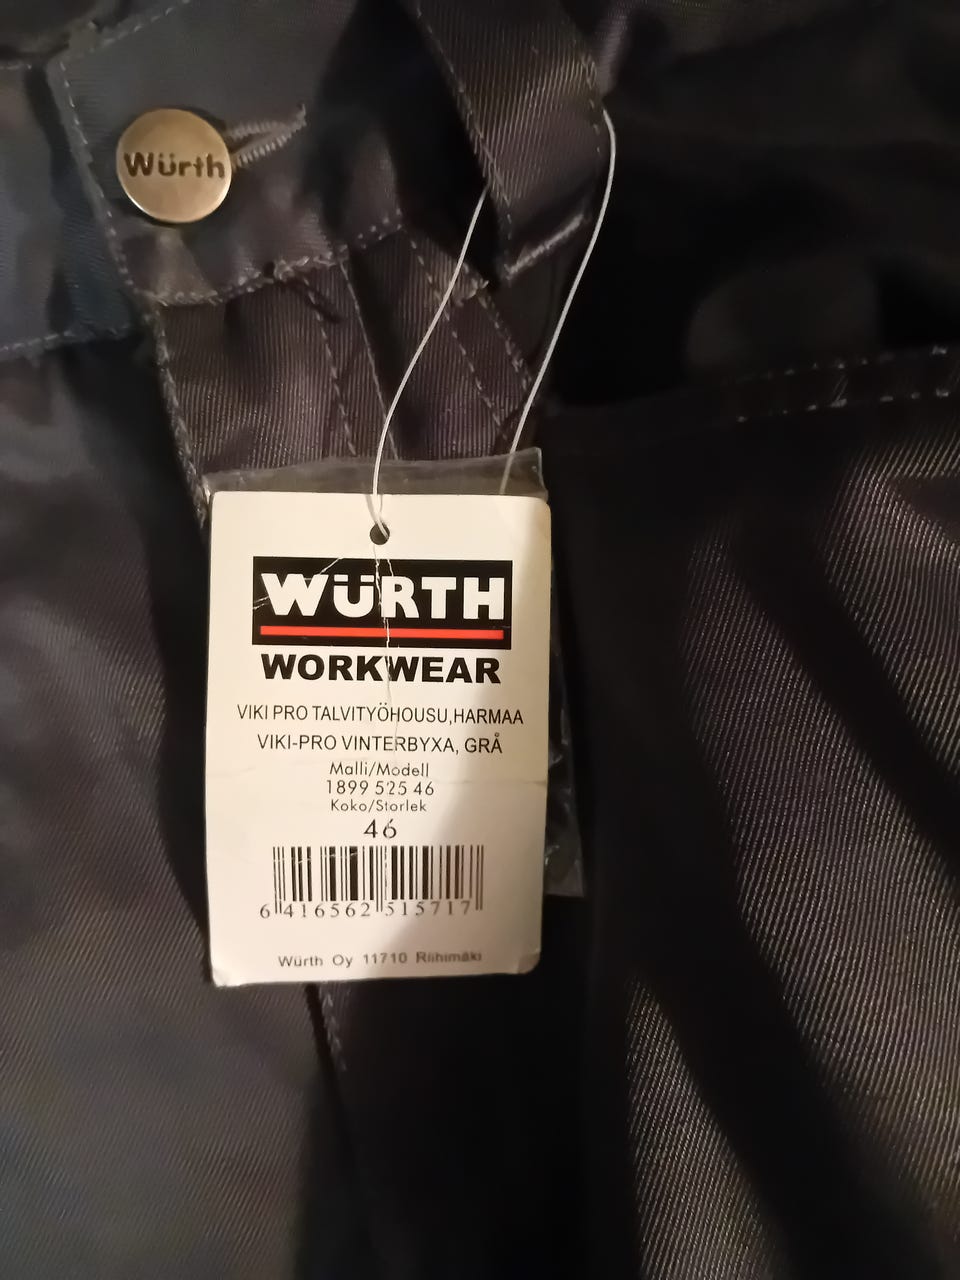 Würth
WÜRTH
WORKWEAR
VIKI PRO TALVITYÖHOUSU,HARMAA
VIKI-PRO VINTERBYXA, GRÅ
Malli/Modell
1899 525 46
Koko/Storlek
46
6 416562 515717
Würth Oy 11710 Riihimäki